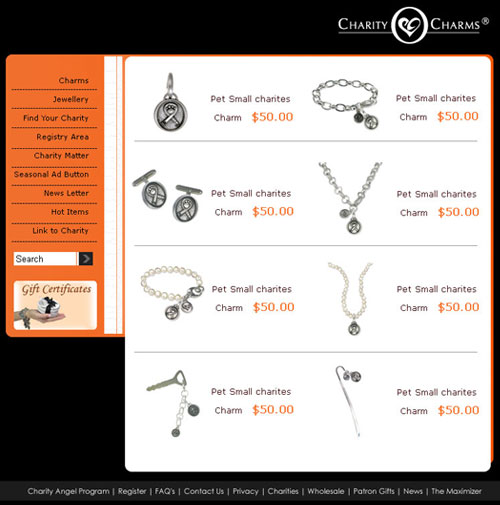 CHARITY CHARMS®
Charms
Jewellery
Find Your Charity
Registry Area
Charity Matter
Seasonal Ad Button
News Letter
Hot Items
Link to Charity
Search
Gift Certificates
Pet Small charites
Charm $50.00
Pet Small charites
Charm $50.00
Pet Small charites
Charm $50.00
Pet Small charites
Charm $50.00
Pet Small charites
Charm $50.00
Pet Small charites
Charm $50.00
Pet Small charites
Charm $50.00
Pet Small charites
Charm $50.00
Charity Angel Program | Register | FAQ's | Contact Us | Privacy | Charities | Wholesale | Patron Gifts | News | The Maximizer